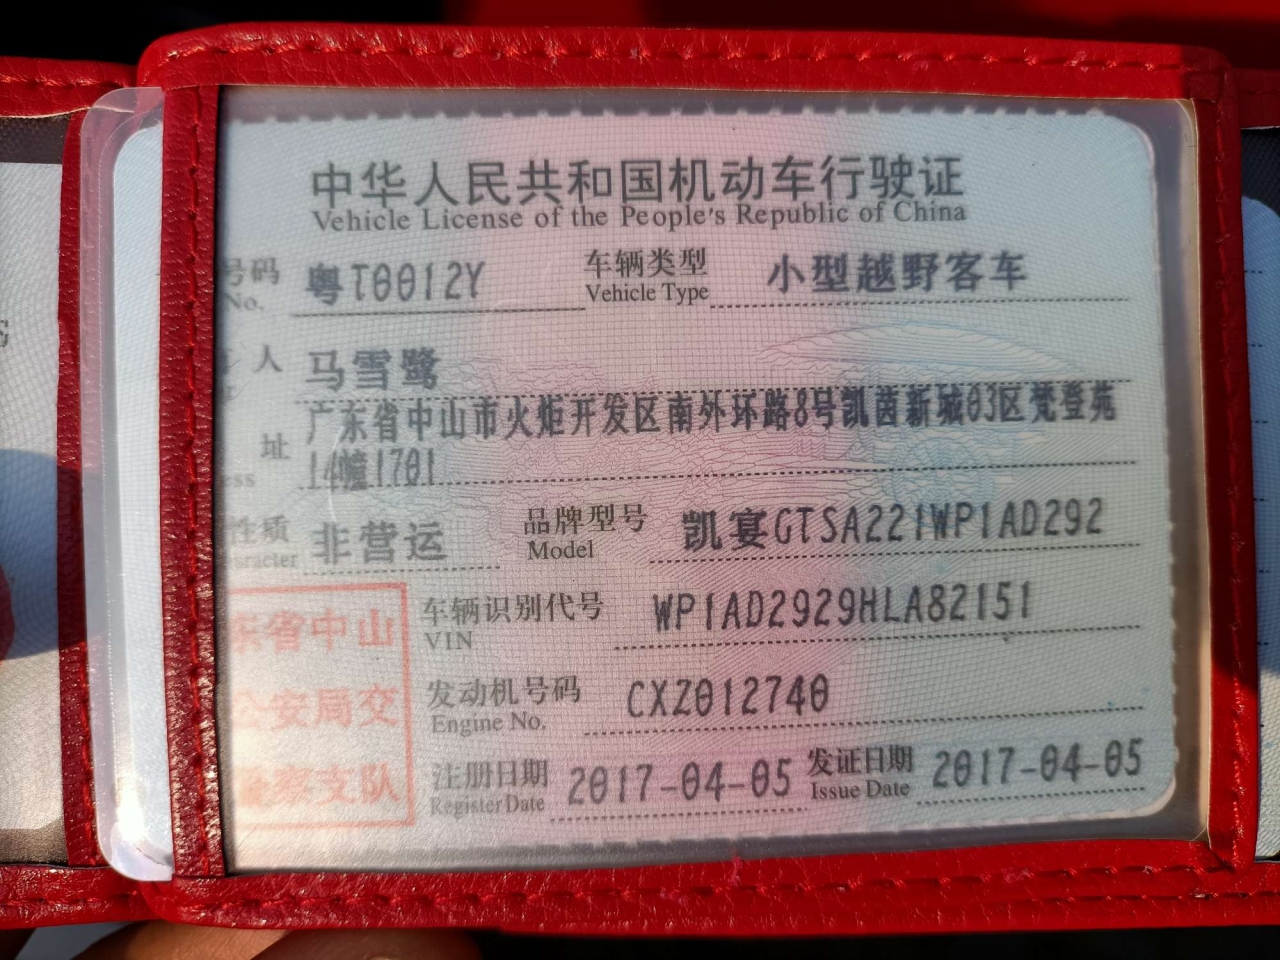 中华人民共和国机动车行驶证
Vehicle License of the People's Republic of China
号码 粤T0012Y 车辆类型 小型越野客车
No. Vehicle Type
人 马雪鹭
广东省中山市火炬开发区南外环路8号凯茵新城03区梵登苑
址 14幢1701
ess
性质 非营运 品牌型号 凯宴GTSA221WP1AD292
aracter Model
东省中山 车辆识别代号 WP1AD2929HLA82151
VIN
公安局交 发动机号码 CXZ012740
Engine No.
警察支队 注册日期 2017-04-05 发证日期 2017-04-05
Register Date Issue Date